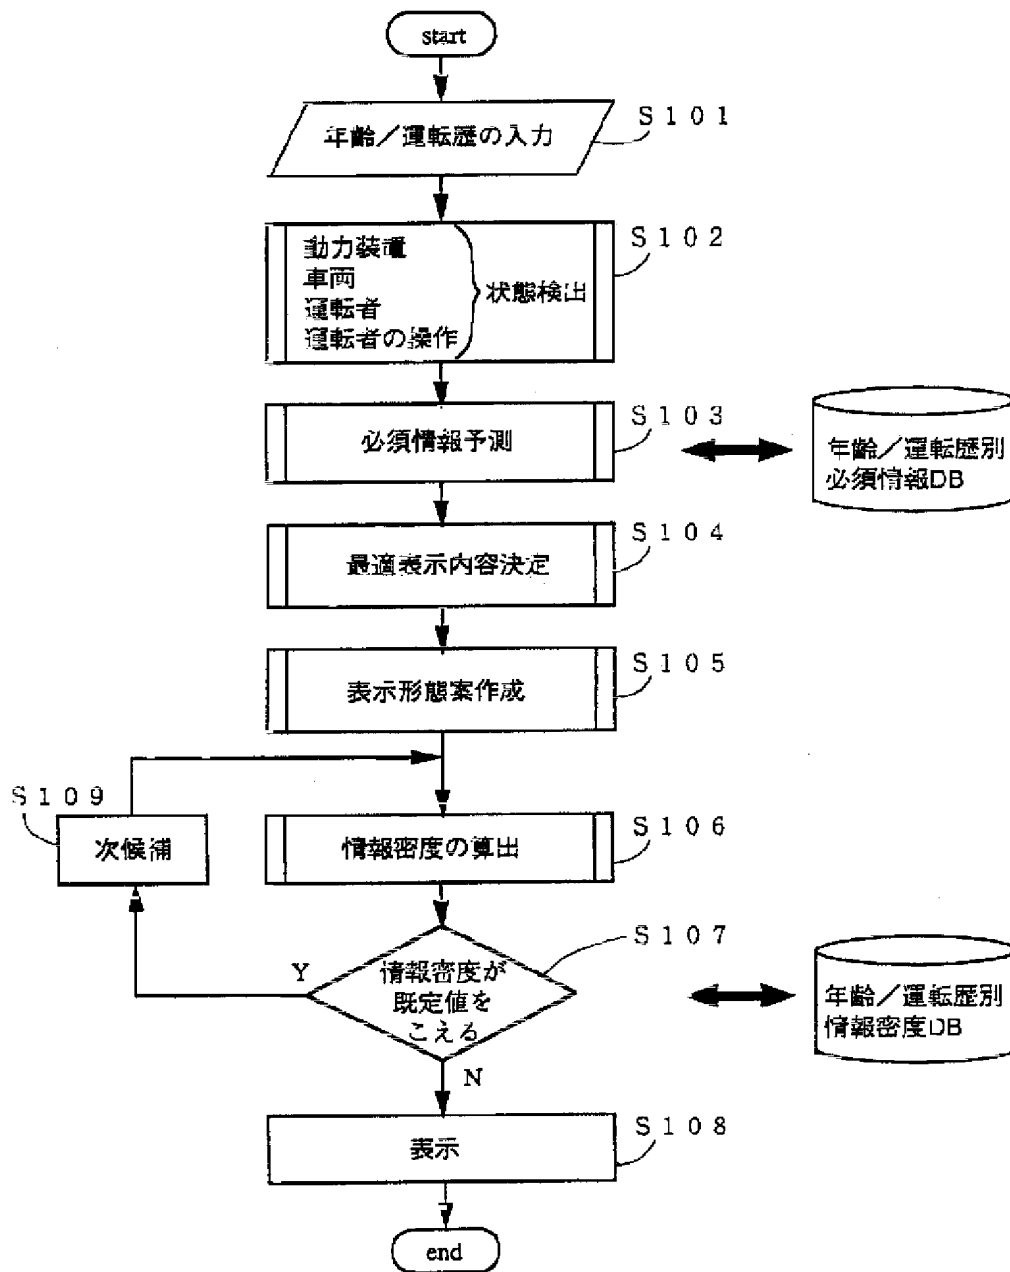 start
年齢／運転歴の入力
S101
動力装置
車両
運転者
運転者の操作
状態検出
S102
必須情報予測
S103
年齢／運転歴別
必須情報DB
最適表示内容決定
S104
表示形態案作成
S105
S109
次候補
情報密度の算出
S106
情報密度が
既定値を
こえる
Y
S107
年齢／運転歴別
情報密度DB
N
表示
S108
end